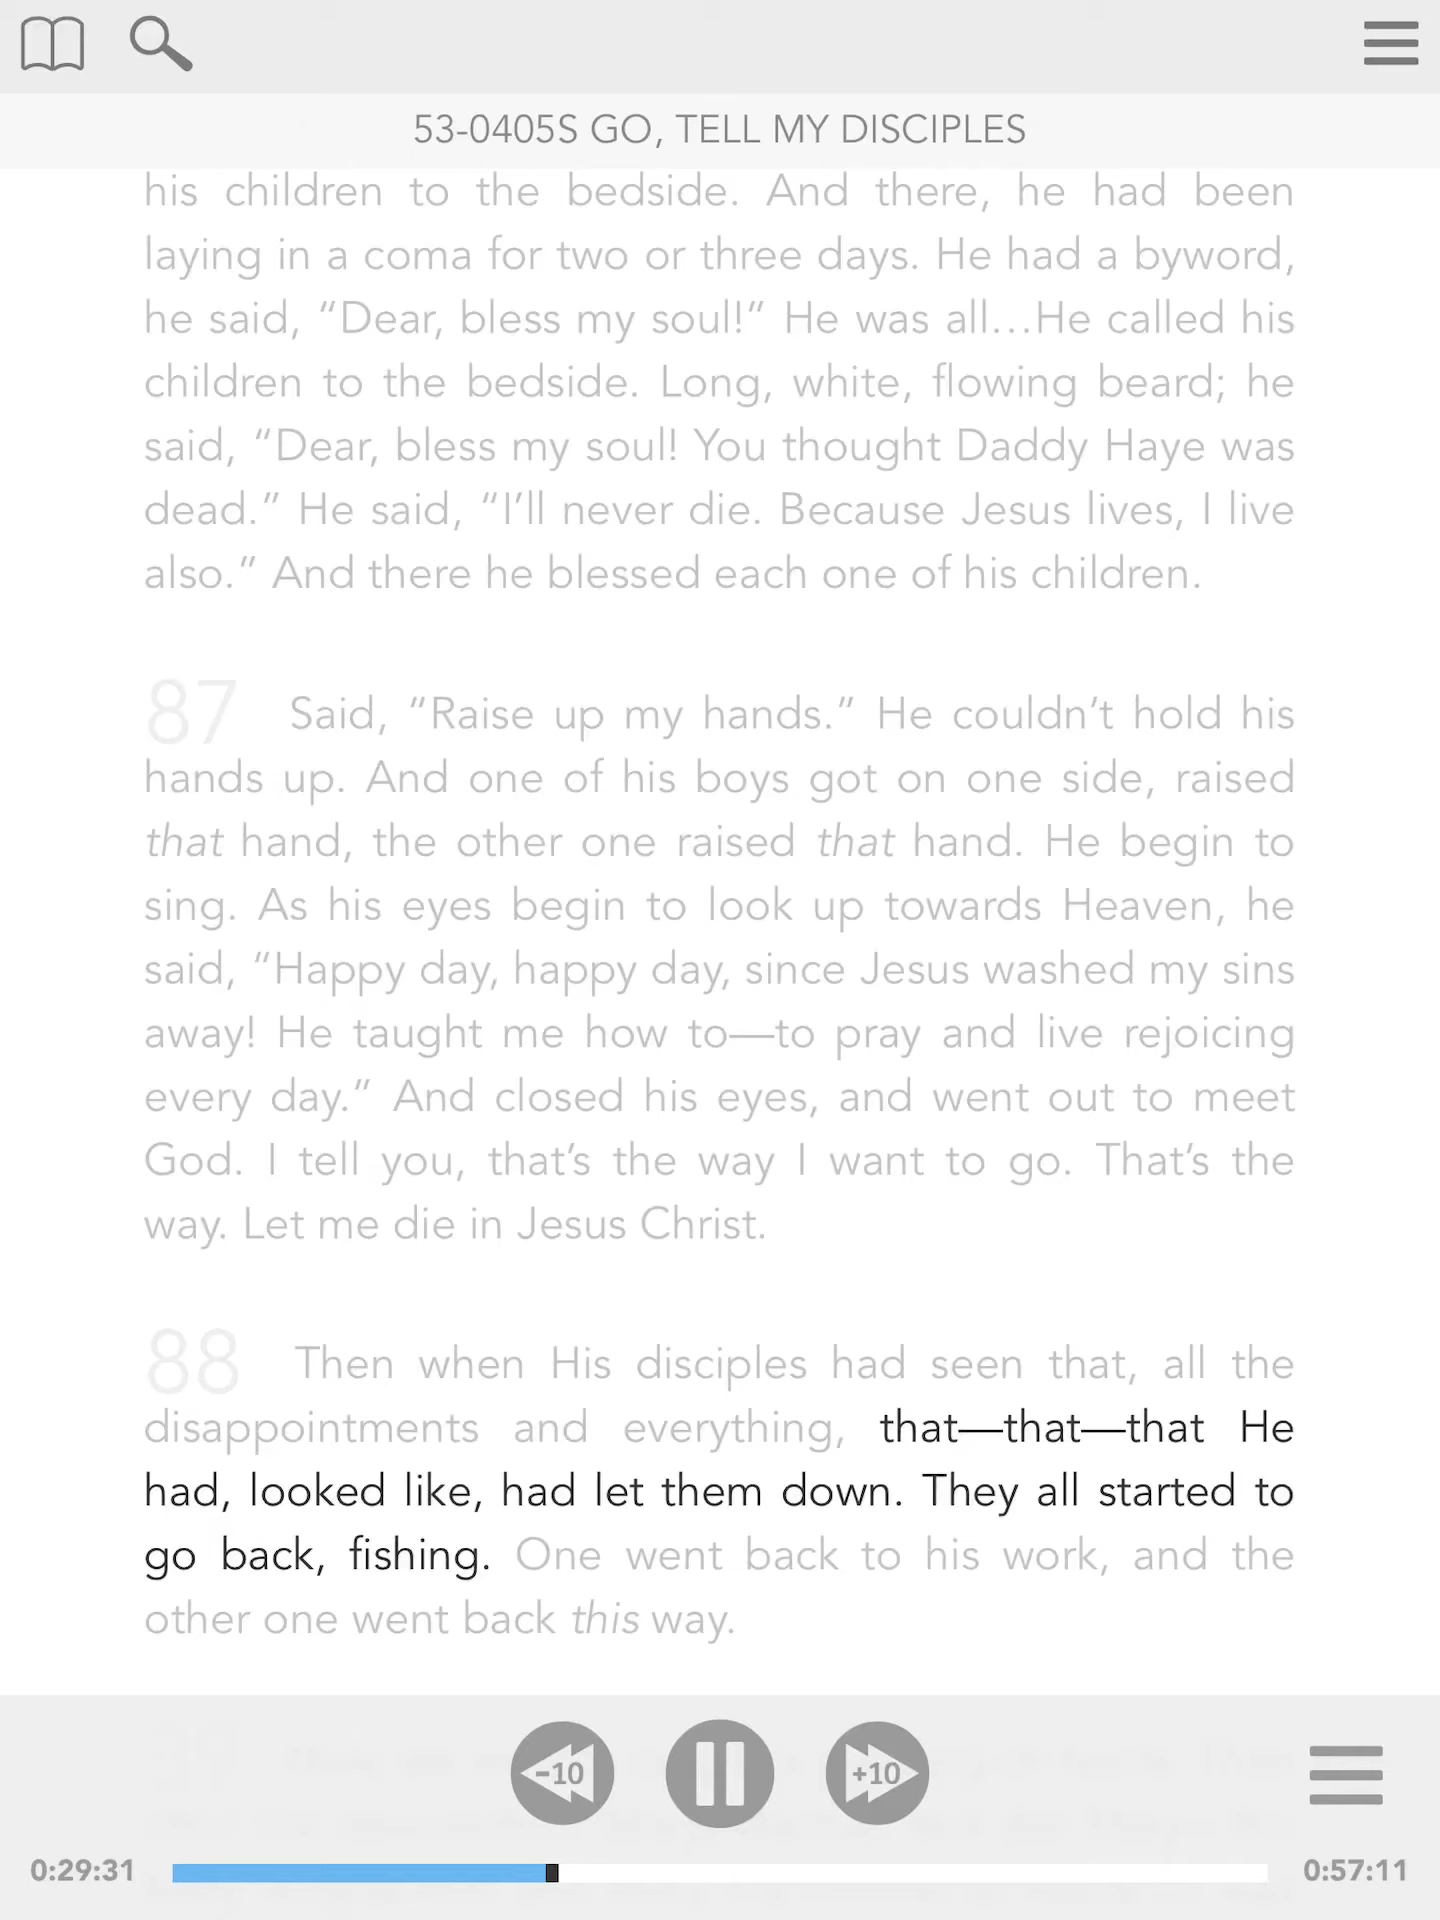 53-0405S GO, TELL MY DISCIPLES
his children to the bedside. And there, he had been
laying in a coma for two or three days. He had a byword,
he said, “Dear, bless my soul!” He was all…He called his
children to the bedside. Long, white, flowing beard; he
said, “Dear, bless my soul! You thought Daddy Haye was
dead.” He said, “I’ll never die. Because Jesus lives, I live
also.” And there he blessed each one of his children.
87 Said, “Raise up my hands.” He couldn’t hold his
hands up. And one of his boys got on one side, raised
that hand, the other one raised that hand. He begin to
sing. As his eyes begin to look up towards Heaven, he
said, “Happy day, happy day, since Jesus washed my sins
away! He taught me how to—to pray and live rejoicing
every day.” And closed his eyes, and went out to meet
God. I tell you, that’s the way I want to go. That’s the
way. Let me die in Jesus Christ.
88 Then when His disciples had seen that, all the
disappointments and everything, that—that—that He
had, looked like, had let them down. They all started to
go back, fishing. One went back to his work, and the
other one went back this way.
-10 +10
0:29:31 0:57:11